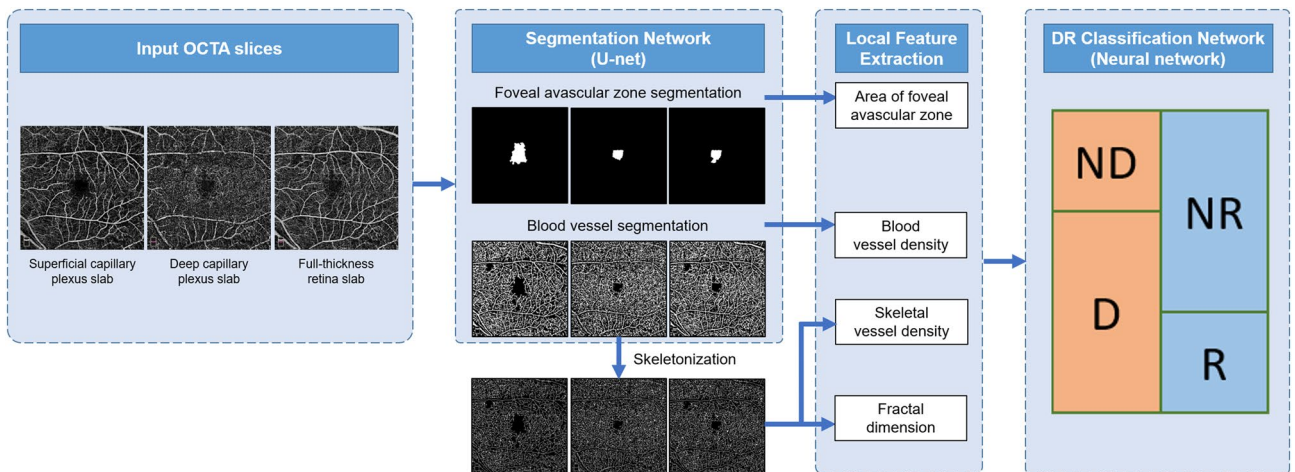 Input OCTA slices
Superficial capillary
plexus slab
Deep capillary
plexus slab
Full-thickness
retina slab
Segmentation Network
(U-net)
Foveal avascular zone segmentation
Blood vessel segmentation
Skeletonization
Local Feature
Extraction
Area of foveal
avascular zone
Blood
vessel density
Skeletal
vessel density
Fractal
dimension
DR Classification Network
(Neural network)
ND
NR
D
R